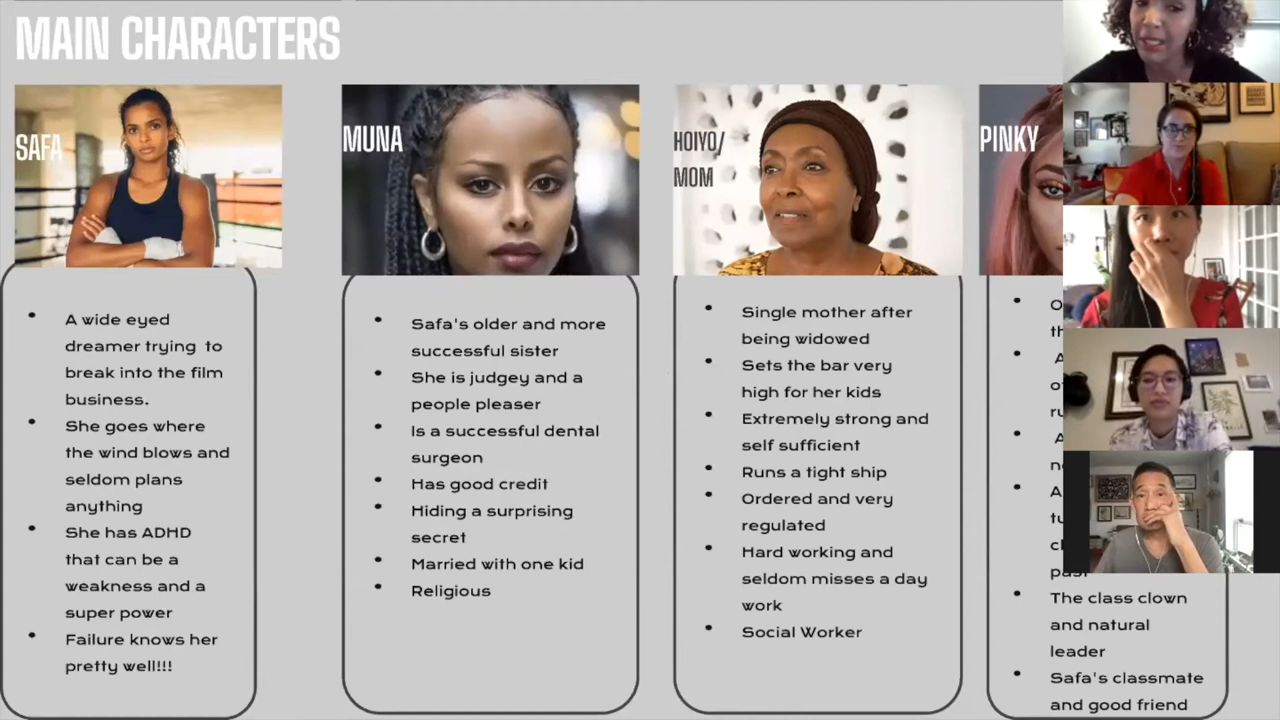 MAIN CHARACTERS
SAFA
A wide eyed
dreamer trying to
break into the film
business.
She goes where
the wind blows and
seldom plans
anything
She has ADHD
that can be a
weakness and a
super power
Failure knows her
pretty well!!!
MUNA
Safa's older and more
successful sister
She is judgey and a
people pleaser
Is a successful dental
surgeon
Has good credit
Hiding a surprising
secret
Married with one kid
Religious
HOIYO/
MOM
Single mother after
being widowed
Sets the bar very
high for her kids
Extremely strong and
self sufficient
Runs a tight ship
Ordered and very
regulated
Hard working and
seldom misses a day
work
Social Worker
PINKY
past
The class clown
and natural
leader
Safa's classmate
and good friend